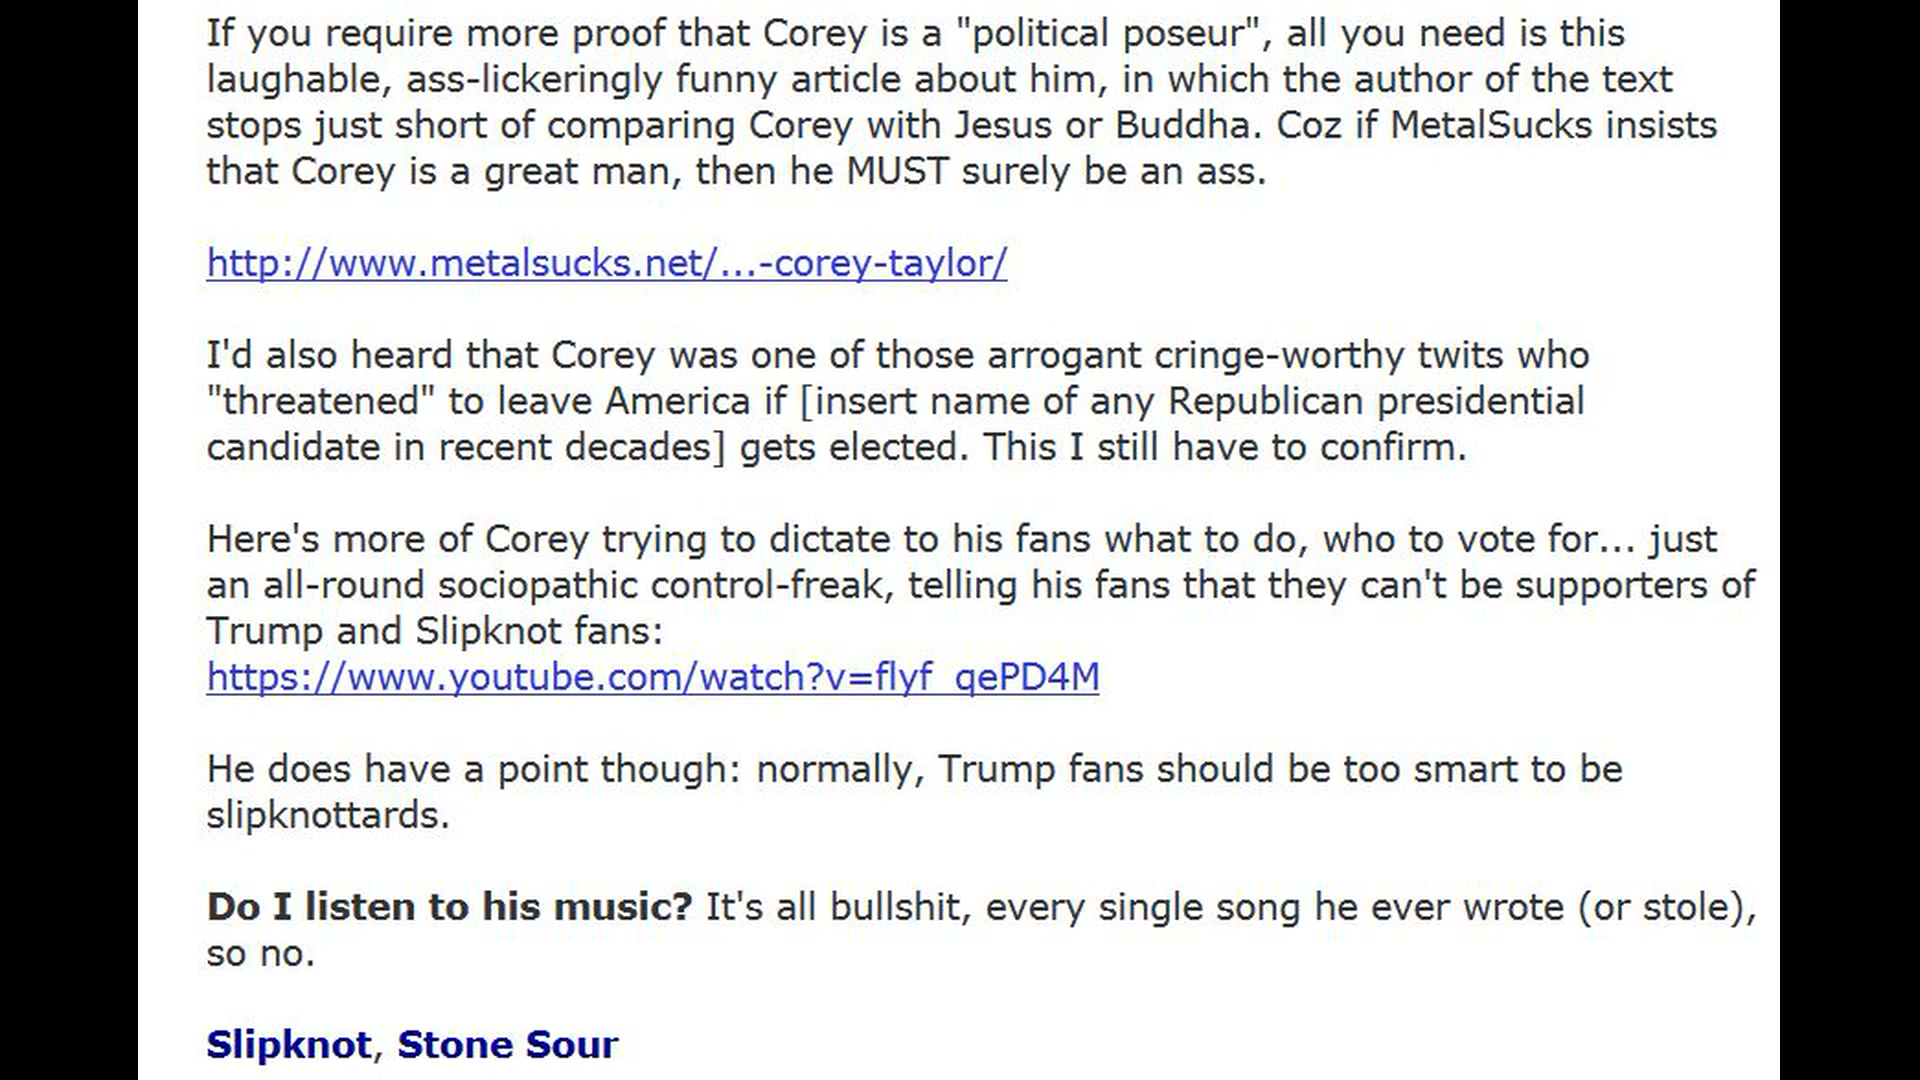 If you require more proof that Corey is a "political poseur", all you need is this
laughable, ass-lickeringly funny article about him, in which the author of the text
stops just short of comparing Corey with Jesus or Buddha. Coz if MetalSucks insists
that Corey is a great man, then he MUST surely be an ass.
http://www.metalsucks.net/...-corey-taylor/
I'd also heard that Corey was one of those arrogant cringe-worthy twits who
"threatened" to leave America if [insert name of any Republican presidential
candidate in recent decades] gets elected. This I still have to confirm.
Here's more of Corey trying to dictate to his fans what to do, who to vote for... just
an all-round sociopathic control-freak, telling his fans that they can't be supporters of
Trump and Slipknot fans:
https://www.youtube.com/watch?v=flyf_qePD4M
He does have a point though: normally, Trump fans should be too smart to be
slipknottards.
Do I listen to his music? It's all bullshit, every single song he ever wrote (or stole),
so no.
Slipknot, Stone Sour